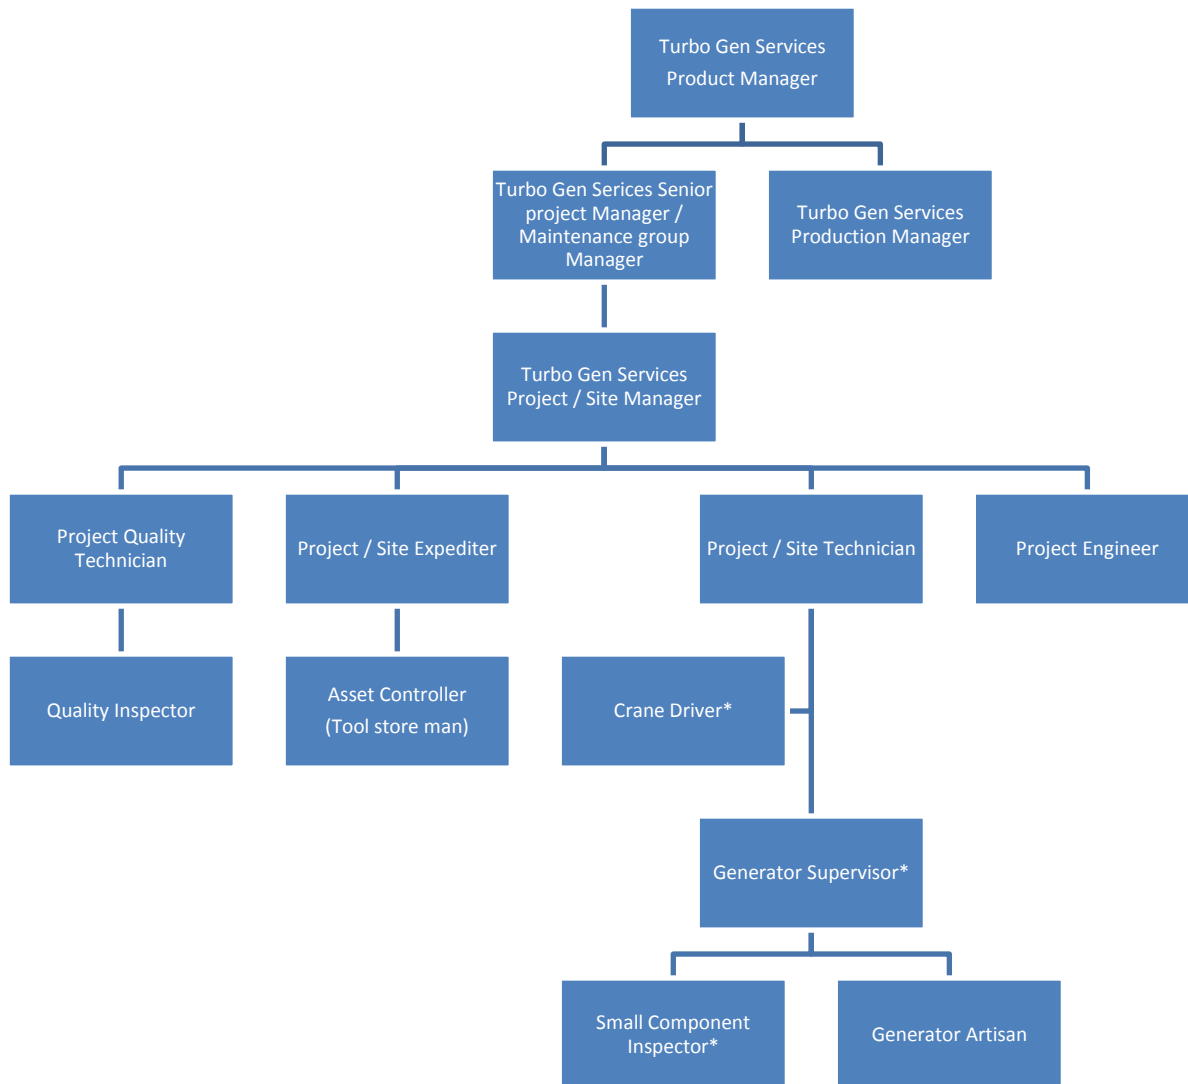 Turbo Gen Services
Product Manager
Turbo Gen Serices Senior
project Manager /
Maintenance group
Manager
Turbo Gen Services
Production Manager
Turbo Gen Services
Project / Site Manager
Project Quality
Technician
Project / Site Expediter
Project / Site Technician
Project Engineer
Quality Inspector
Asset Controller
(Tool store man)
Crane Driver*
Generator Supervisor*
Small Component
Inspector*
Generator Artisan